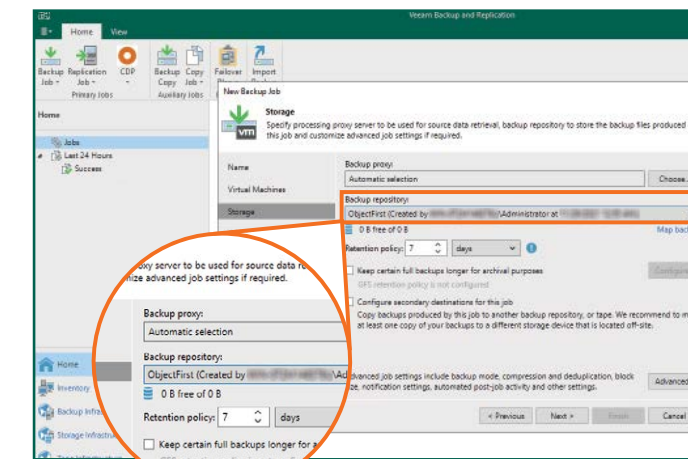 Veeam Backup and Replication
Home View
Backup Job
Replication Job
CDP
Backup Copy Job
Copy Job
Failover
Import
Primary Jobs
Auxiliary Jobs
Home
Jobs
Last 24 Hours
Success
Home
Inventory
Backup Infras
Storage Infrastru
New Backup Job
Storage
Specify processing proxy server to be used for source data retrieval, backup repository to store the backup files produced
this job and customize advanced job settings if required.
Name
Virtual Machines
Storage
Backup proxy:
Automatic selection
Choose..
Backup repository:
ObjectFirst (Created by \Administrator at
0 B free of 0 B
Map back
Retention policy: 7 days
Keep certain full backups longer for archival purposes
GFS retention policy is not configured
Configure
Configure secondary destinations for this job
Copy backups produced by this job to another backup repository, or tape. We recommend to m
at least one copy of your backups to a different storage device that is located off-site.
dvanced job settings include backup mode, compression and deduplication, block
ze, notification settings, automated post-job activity and other settings.
Advanced
< Previous Next > Finish Cancel
oxy server to be used for source data re
ize advanced job settings if required.
Backup proxy:
Automatic selection
Backup repository:
ObjectFirst (Created by \Ad
0 B free of 0 B
Retention policy: 7 days
Keep certain full backups longer for a